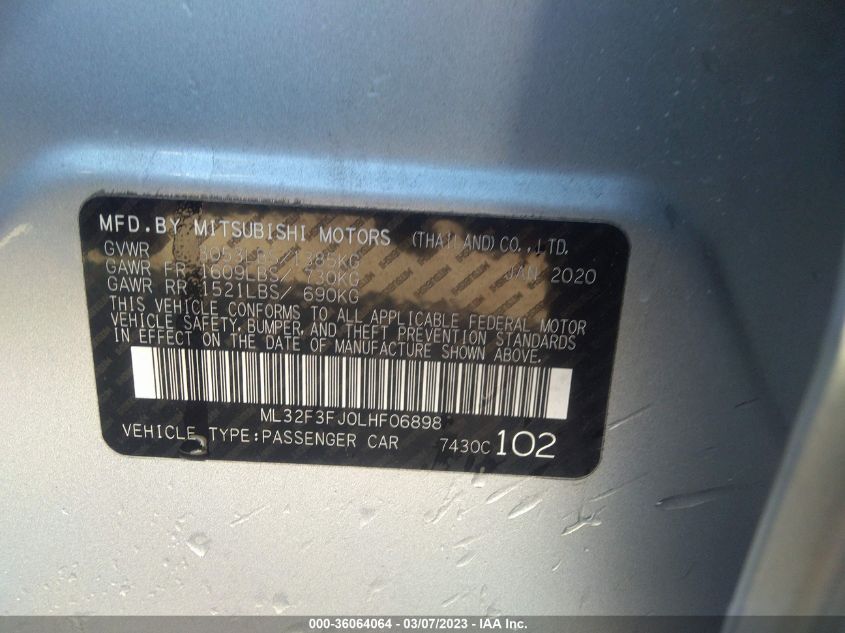 MFD.BY MITSUBISHI MOTORS (THAILAND) CO.,LTD.
GVWR 3053LBS/1385KG JAN 2020
GAWR FR 1609LBS/ 730KG
GAWR RR 1521LBS/ 690KG
THIS VEHICLE CONFORMS TO ALL APPLICABLE FEDERAL MOTOR
VEHICLE SAFETY, BUMPER, AND THEFT PREVENTION STANDARDS
IN EFFECT ON THE DATE OF MANUFACTURE SHOWN ABOVE.
ML32F3FJ0LHF06898
VEHICLE TYPE:PASSENGER CAR 7430C 102
000-36064064 — 03/07/2023 — IAA Inc.